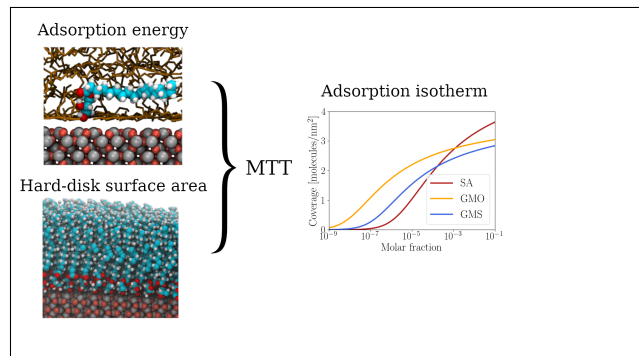 Adsorption energy
Hard-disk surface area
MTT
Adsorption isotherm
Coverage [molecules/nm²]
4
3
2
1
0
SA
GMO
GMS
10⁻⁹ 10⁻⁷ 10⁻⁵ 10⁻³ 10⁻¹
Molar fraction